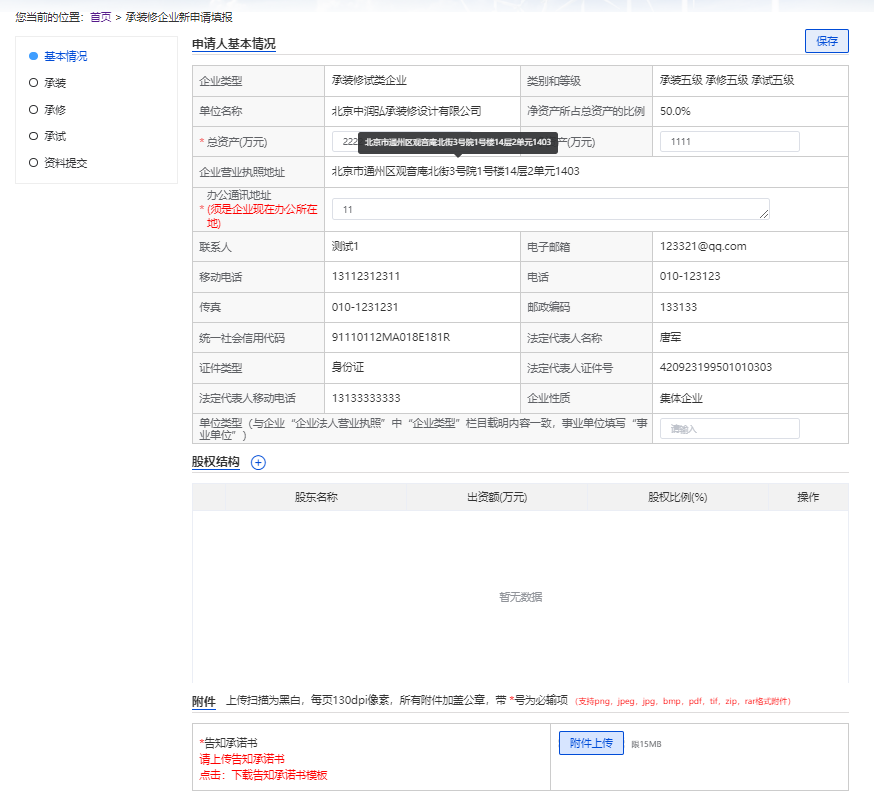 您当前的位置: 首页 > 承装修企业新申请填报
基本情况
承装
承修
承试
资料提交
申请人基本情况
保存
企业类型 承装修试类企业 类别和等级 承装五级 承修五级 承试五级
单位名称 北京中润弘承装修设计有限公司 净资产所占总资产的比例 50.0%
* 总资产(万元) 222 产(万元) 1111
北京市通州区观音庵北街3号院1号楼14层2单元1403
企业营业执照地址 北京市通州区观音庵北街3号院1号楼14层2单元1403
办公通讯地址
* (须是企业现在办公所在
地)
11
联系人 测试1 电子邮箱 123321@qq.com
移动电话 13112312311 电话 010-123123
传真 010-1231231 邮政编码 133133
统一社会信用代码 91110112MA018E181R 法定代表人名称 唐军
证件类型 身份证 法定代表人证件号 420923199501010303
法定代表人移动电话 13133333333 企业性质 集体企业
单位类型（与企业“企业法人营业执照”中“企业类型”栏目载明内容一致，事业单位填写“事
业单位”）
请输入
股权结构
股东名称 出资额(万元) 股权比例(%) 操作
暂无数据
附件 上传扫描为黑白，每页130dpi像素，所有附件加盖公章，带 *号为必输项 （支持png，jpeg，jpg，bmp，pdf，tif，zip，rar格式附件）
*告知承诺书
请上传告知承诺书
点击：下载告知承诺书模板
附件上传 限15MB